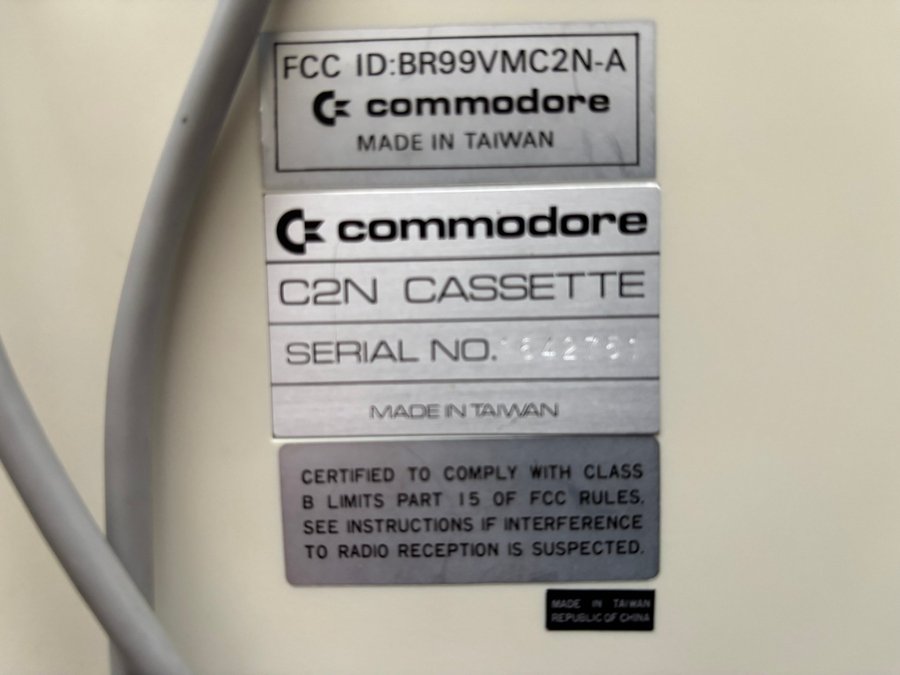 FCC ID:BR99VMC2N-A
commodore
MADE IN TAIWAN
commodore
C2N CASSETTE
SERIAL NO. 1642751
MADE IN TAIWAN
CERTIFIED TO COMPLY WITH CLASS
B LIMITS PART 15 OF FCC RULES.
SEE INSTRUCTIONS IF INTERFERENCE
TO RADIO RECEPTION IS SUSPECTED.
MADE IN TAIWAN
REPUBLIC OF CHINA